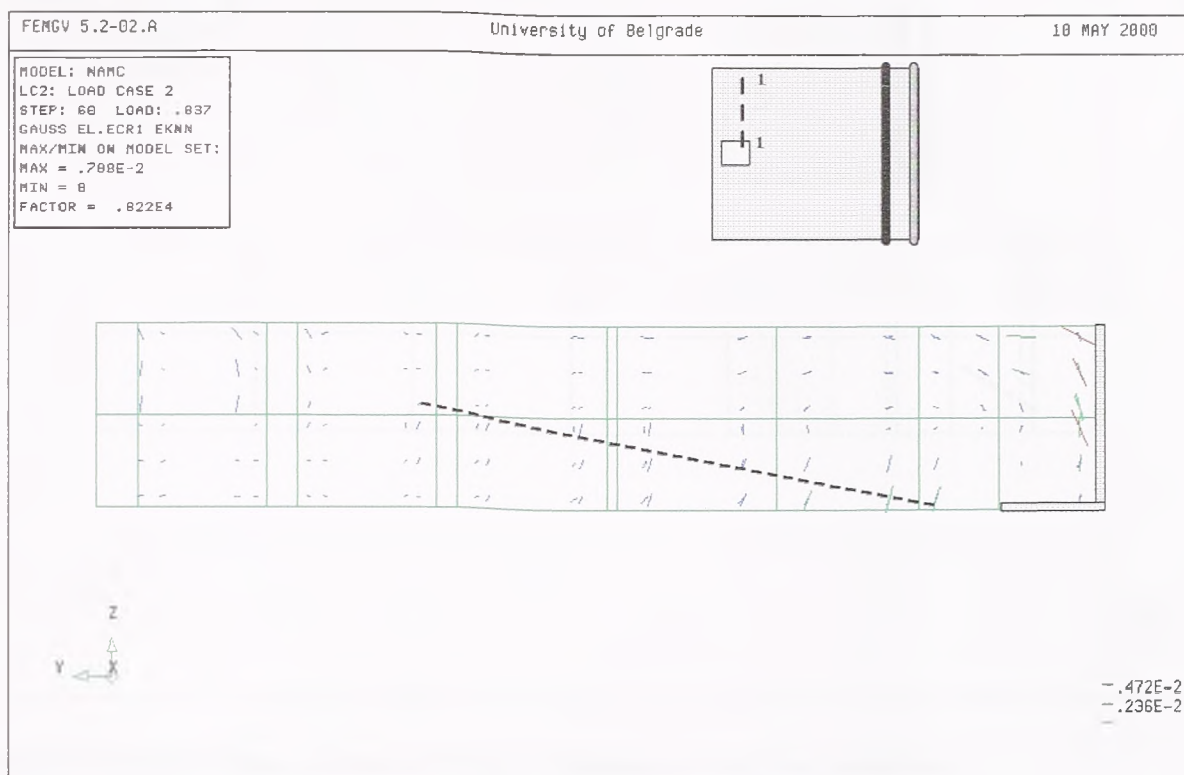 FEMGV 5.2-02.A
University of Belgrade
10 MAY 2000
MODEL: NAMC
LC2: LOAD CASE 2
STEP: 60 LOAD: .837
GAUSS EL.ECR1 EKNN
MAX/MIN ON MODEL SET:
MAX = .708E-2
MIN = 0
FACTOR = .822E4
1
1
Z
Y
X
.472E-2
.236E-2